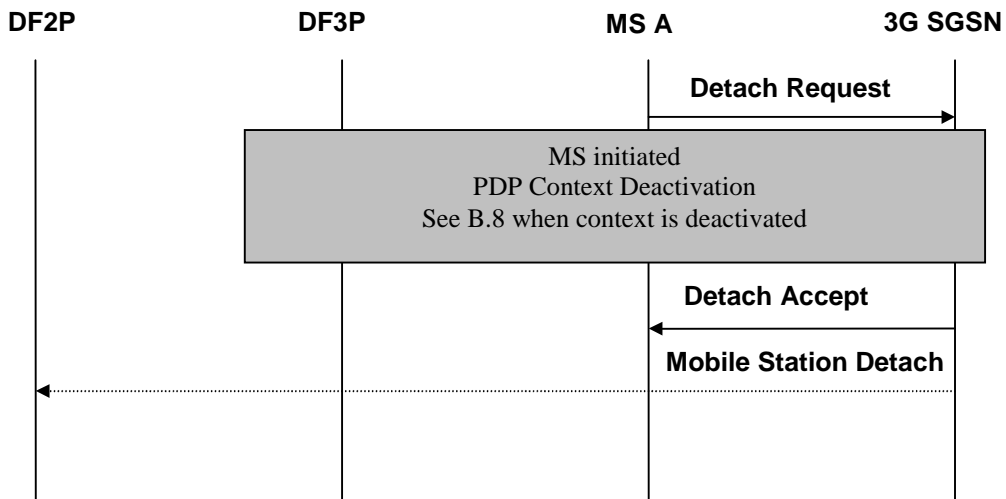 DF2P DF3P MS A 3G SGSN
Detach Request
MS initiated
PDP Context Deactivation
See B.8 when context is deactivated
Detach Accept
Mobile Station Detach